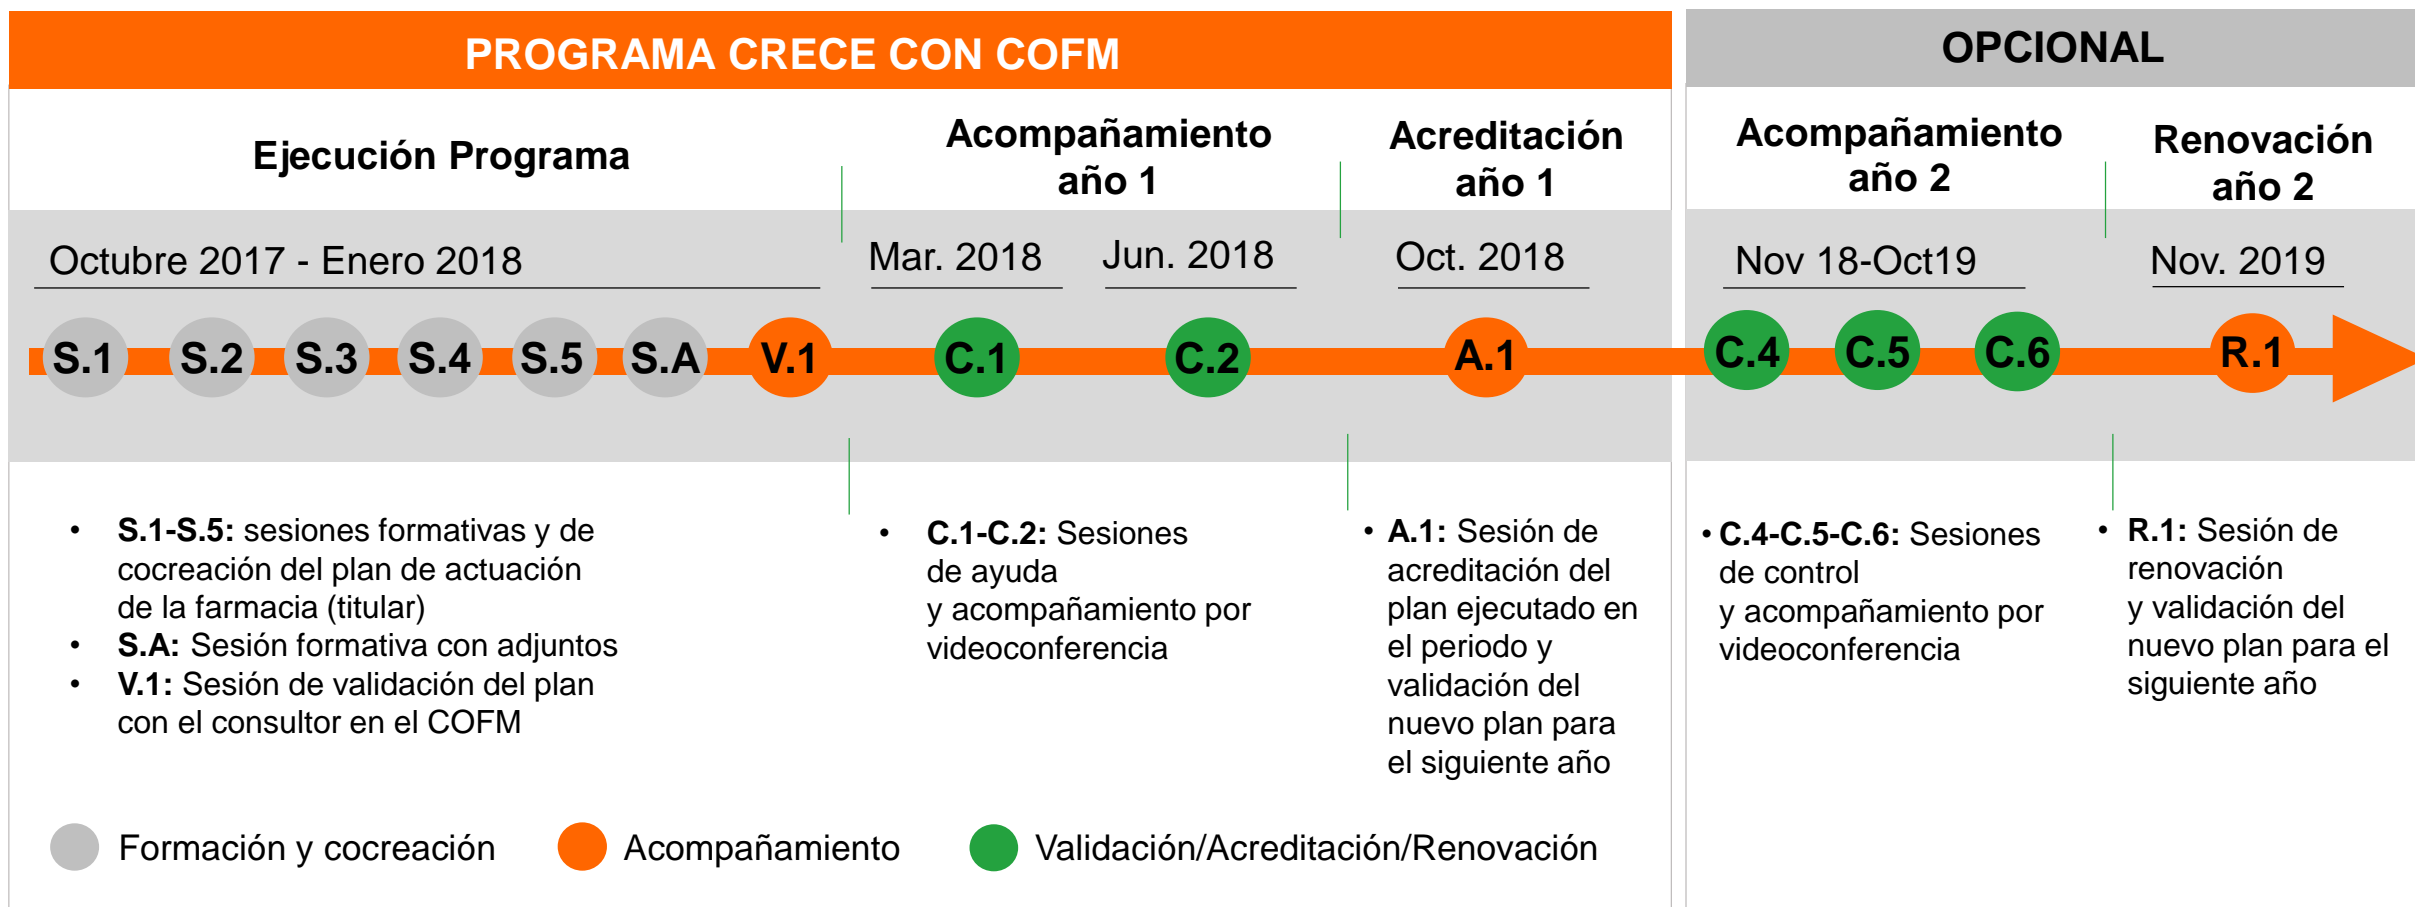 PROGRAMA CRECE CON COFM
OPCIONAL
Ejecución Programa
Acompañamiento
año 1
Acreditación
año 1
Acompañamiento
año 2
Renovación
año 2
Octubre 2017 - Enero 2018
Mar. 2018
Jun. 2018
Oct. 2018
Nov 18-Oct19
Nov. 2019
S.1
S.2
S.3
S.4
S.5
S.A
V.1
C.1
C.2
A.1
C.4
C.5
C.6
R.1
• S.1-S.5: sesiones formativas y de
cocreación del plan de actuación
de la farmacia (titular)
• S.A: Sesión formativa con adjuntos
• V.1: Sesión de validación del plan
con el consultor en el COFM
• C.1-C.2: Sesiones
de ayuda
y acompañamiento por
videoconferencia
• A.1: Sesión de
acreditación del
plan ejecutado en
el periodo y
validación del
nuevo plan para
el siguiente año
• C.4-C.5-C.6: Sesiones
de control
y acompañamiento por
videoconferencia
• R.1: Sesión de
renovación
y validación del
nuevo plan para el
siguiente año
Formación y cocreación
Acompañamiento
Validación/Acreditación/Renovación